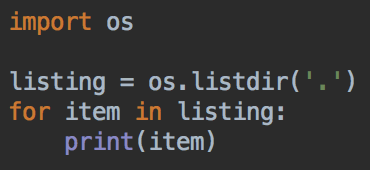 import os

listing = os.listdir('.')
for item in listing:
    print(item)